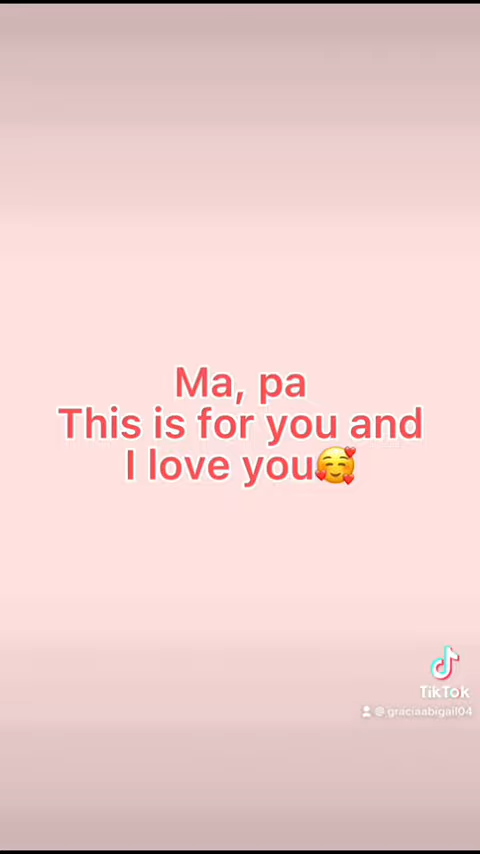 Ma, pa
This is for you and
I love you🥰
TikTok
@graciaabigail04